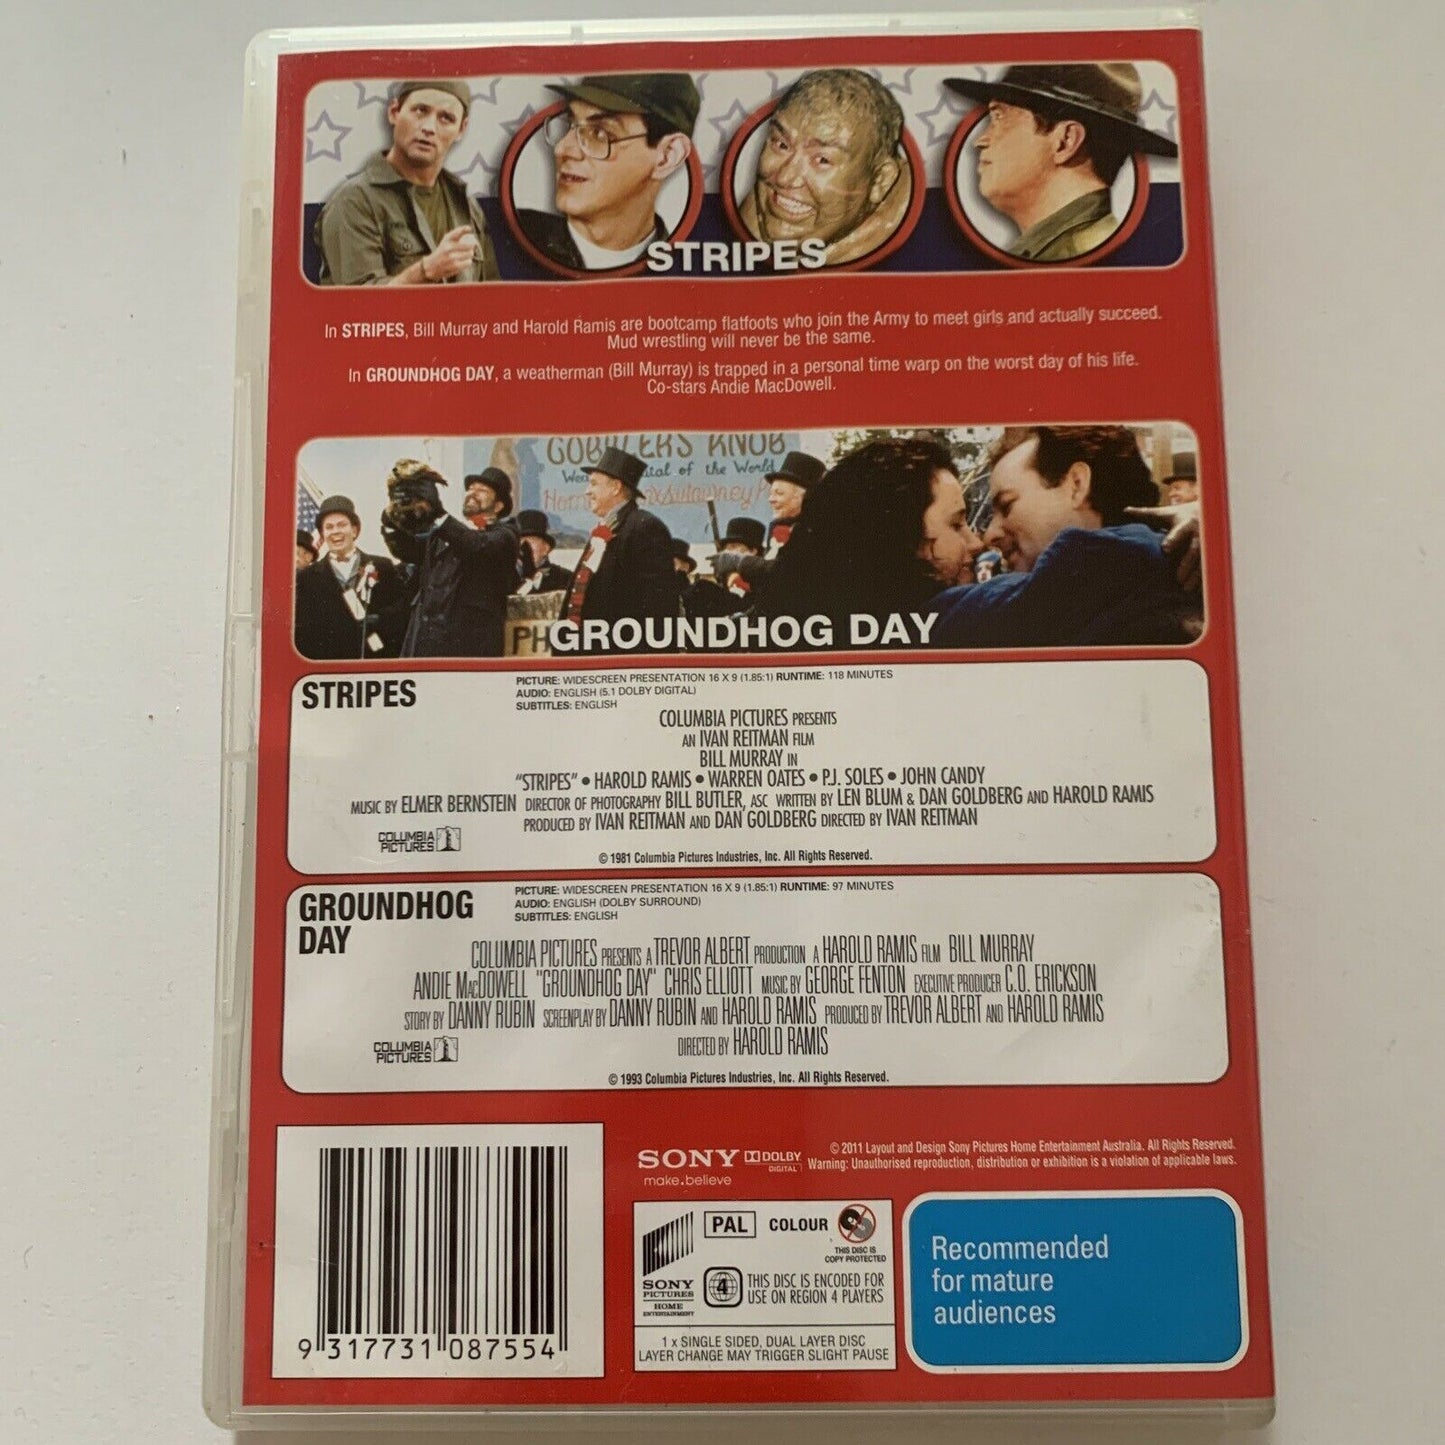 STRIPES
In STRIPES, Bill Murray and Harold Ramis are bootcamp flatfoots who join the Army to meet girls and actually succeed.
Mud wrestling will never be the same.
In GROUNDHOG DAY, a weatherman (Bill Murray) is trapped in a personal time warp on the worst day of his life.
Co-stars Andie MacDowell.
KNOB
of the World
GROUNDHOG DAY
STRIPES
PICTURE: WIDESCREEN PRESENTATION 16 X 9 (1.85:1) RUNTIME: 118 MINUTES
AUDIO: ENGLISH (5.1 DOLBY DIGITAL)
SUBTITLES: ENGLISH
COLUMBIA PICTURES PRESENTS
AN IVAN REITMAN FILM
BILL MURRAY IN
"STRIPES" • HAROLD RAMIS • WARREN OATES • P.J. SOLES • JOHN CANDY
MUSIC BY ELMER BERNSTEIN DIRECTOR OF PHOTOGRAPHY BILL BUTLER, ASC WRITTEN BY LEN BLUM & DAN GOLDBERG AND HAROLD RAMIS
PRODUCED BY IVAN REITMAN AND DAN GOLDBERG DIRECTED BY IVAN REITMAN
COLUMBIA
PICTURES
© 1981 Columbia Pictures Industries, Inc. All Rights Reserved.
GROUNDHOG
DAY
PICTURE: WIDESCREEN PRESENTATION 16 X 9 (1.85:1) RUNTIME: 97 MINUTES
AUDIO: ENGLISH (DOLBY SURROUND)
SUBTITLES: ENGLISH
COLUMBIA PICTURES PRESENTS A TREVOR ALBERT PRODUCTION A HAROLD RAMIS FILM BILL MURRAY
ANDIE MACDOWELL "GROUNDHOG DAY" CHRIS ELLIOTT MUSIC BY GEORGE FENTON EXECUTIVE PRODUCER C.O. ERICKSON
STORY BY DANNY RUBIN SCREENPLAY BY DANNY RUBIN AND HAROLD RAMIS PRODUCED BY TREVOR ALBERT AND HAROLD RAMIS
DIRECTED BY HAROLD RAMIS
COLUMBIA
PICTURES
© 1993 Columbia Pictures Industries, Inc. All Rights Reserved.
9 317731 087554
SONY
make.believe
DOLBY
DIGITAL
© 2011 Layout and Design Sony Pictures Home Entertainment Australia. All Rights Reserved.
Warning: Unauthorised reproduction, distribution or exhibition is a violation of applicable laws.
SONY
PICTURES
HOME
ENTERTAINMENT
PAL COLOUR
THIS DISC IS
COPY PROTECTED
4
THIS DISC IS ENCODED FOR
USE ON REGION 4 PLAYERS
1 x SINGLE SIDED, DUAL LAYER DISC
LAYER CHANGE MAY TRIGGER SLIGHT PAUSE
Recommended
for mature
audiences